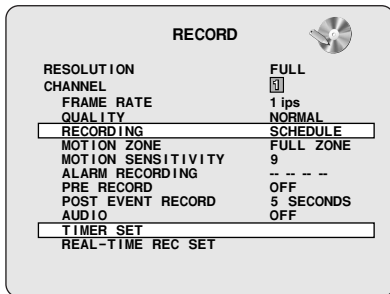 RECORD
RESOLUTION FULL
CHANNEL 1
FRAME RATE 1 ips
QUALITY NORMAL
RECORDING SCHEDULE
MOTION ZONE FULL ZONE
MOTION SENSITIVITY 9
ALARM RECORDING -- -- -- --
PRE RECORD OFF
POST EVENT RECORD 5 SECONDS
AUDIO OFF
TIMER SET
REAL-TIME REC SET